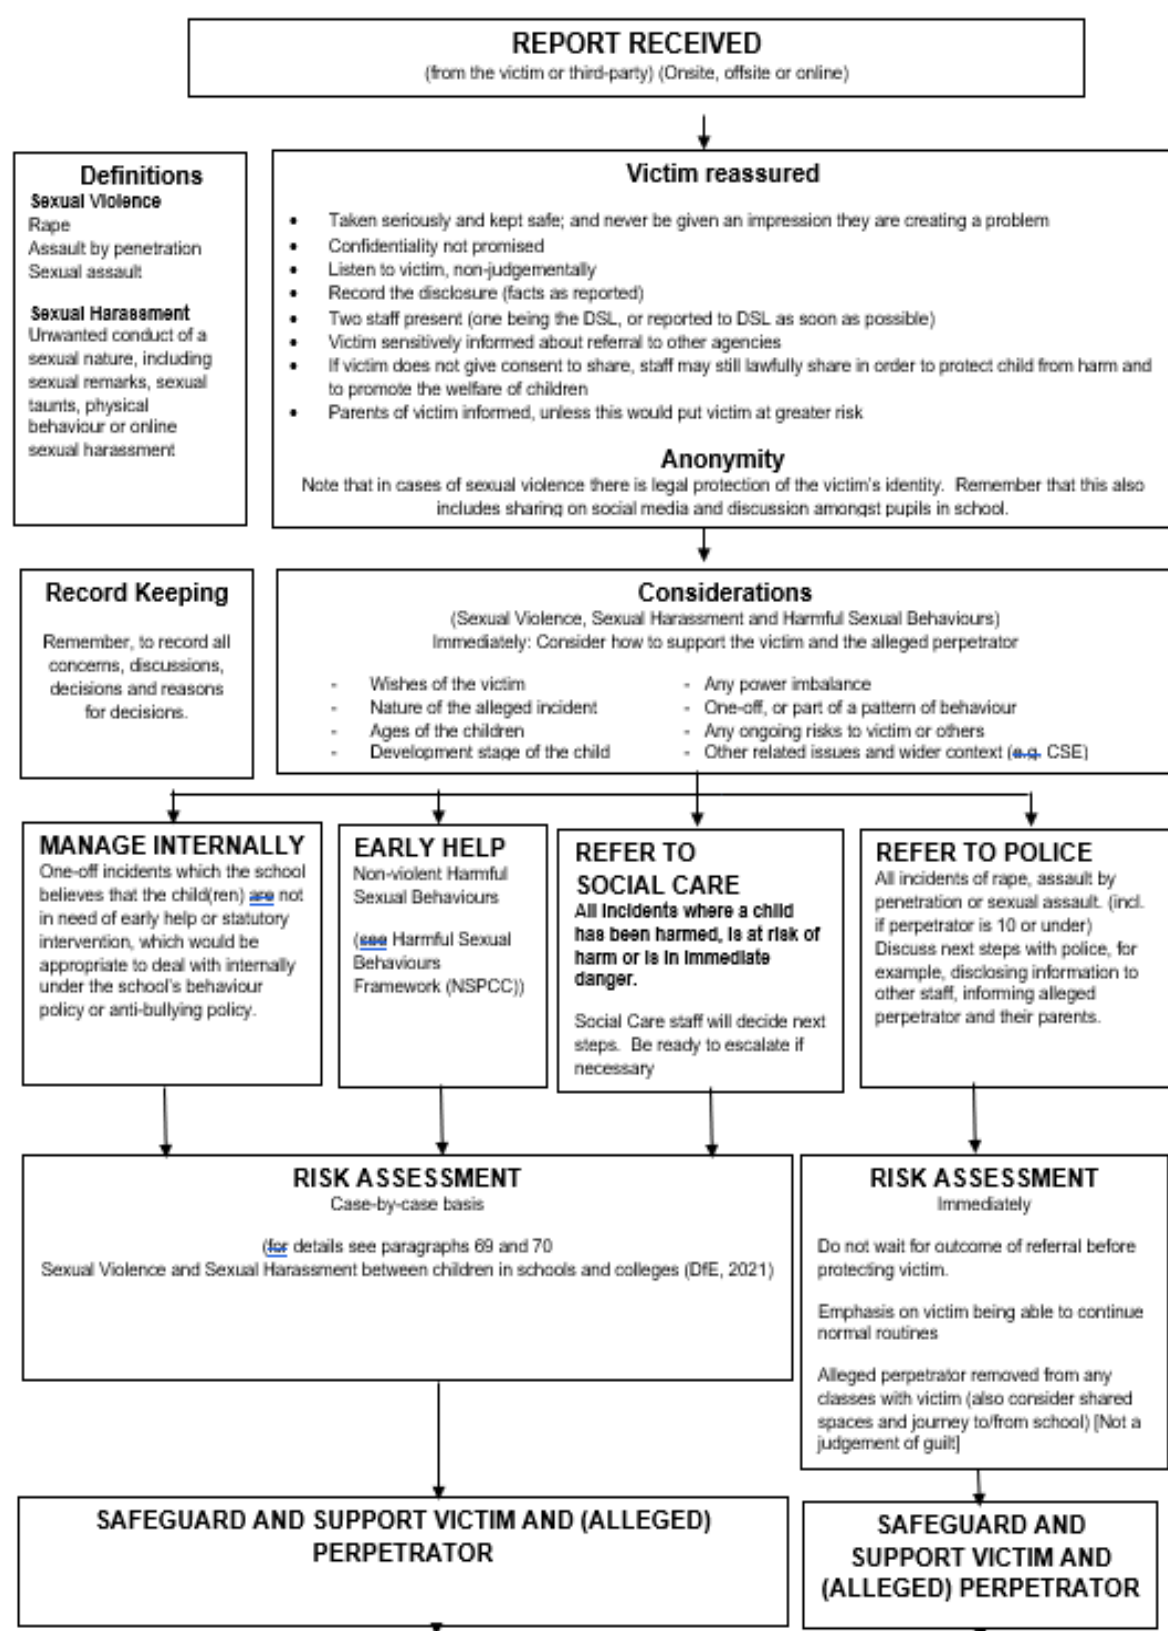 REPORT RECEIVED
(from the victim or third-party) (Onsite, offsite or online)
Definitions
Sexual Violence
Rape
Assault by penetration
Sexual assault
Sexual Harassment
Unwanted conduct of a
sexual nature, including
sexual remarks, sexual
taunts, physical
behaviour or online
sexual harassment
Victim reassured
• Taken seriously and kept safe; and never be given an impression they are creating a problem
• Confidentiality not promised
• Listen to victim, non-judgementally
• Record the disclosure (facts as reported)
• Two staff present (one being the DSL, or reported to DSL as soon as possible)
• Victim sensitively informed about referral to other agencies
• If victim does not give consent to share, staff may still lawfully share in order to protect child from harm and
to promote the welfare of children
• Parents of victim informed, unless this would put victim at greater risk
Anonymity
Note that in cases of sexual violence there is legal protection of the victim's identity. Remember that this also
includes sharing on social media and discussion amongst pupils in school.
Record Keeping
Remember, to record all
concerns, discussions,
decisions and reasons
for decisions.
Considerations
(Sexual Violence, Sexual Harassment and Harmful Sexual Behaviours)
Immediately: Consider how to support the victim and the alleged perpetrator
- Wishes of the victim
- Nature of the alleged incident
- Ages of the children
- Development stage of the child
- Any power imbalance
- One-off, or part of a pattern of behaviour
- Any ongoing risks to victim or others
- Other related issues and wider context (e.g. CSE)
MANAGE INTERNALLY
One-off incidents which the school
believes that the child(ren) are not
in need of early help or statutory
intervention, which would be
appropriate to deal with internally
under the school's behaviour
policy or anti-bullying policy.
EARLY HELP
Non-violent Harmful
Sexual Behaviours
(see Harmful Sexual
Behaviours
Framework (NSPCC))
REFER TO
SOCIAL CARE
All incidents where a child
has been harmed, is at risk of
harm or is in immediate
danger.
Social Care staff will decide next
steps. Be ready to escalate if
necessary
REFER TO POLICE
All incidents of rape, assault by
penetration or sexual assault. (incl.
if perpetrator is 10 or under)
Discuss next steps with police, for
example, disclosing information to
other staff, informing alleged
perpetrator and their parents.
RISK ASSESSMENT
Case-by-case basis
(for details see paragraphs 69 and 70
Sexual Violence and Sexual Harassment between children in schools and colleges (DfE, 2021)
RISK ASSESSMENT
Immediately
Do not wait for outcome of referral before
protecting victim.
Emphasis on victim being able to continue
normal routines
Alleged perpetrator removed from any
classes with victim (also consider shared
spaces and journey to/from school) [Not a
judgement of guilt]
SAFEGUARD AND SUPPORT VICTIM AND (ALLEGED)
PERPETRATOR
SAFEGUARD AND
SUPPORT VICTIM AND
(ALLEGED) PERPETRATOR